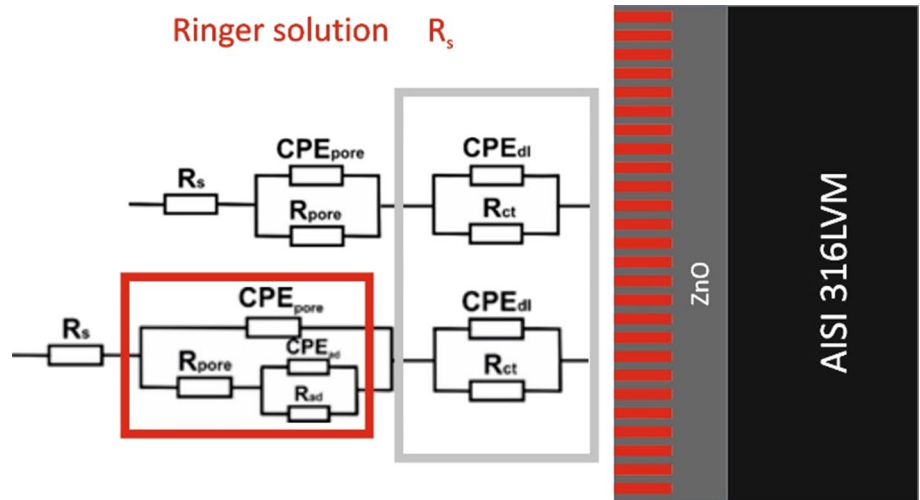 Ringer solution Rs
CPEpore
CPEdl
Rs
Rpore
Rct
CPEpore
CPEdl
Rs
CPEad
Rpore
Rct
Rad
ZnO
AISI 316LVM